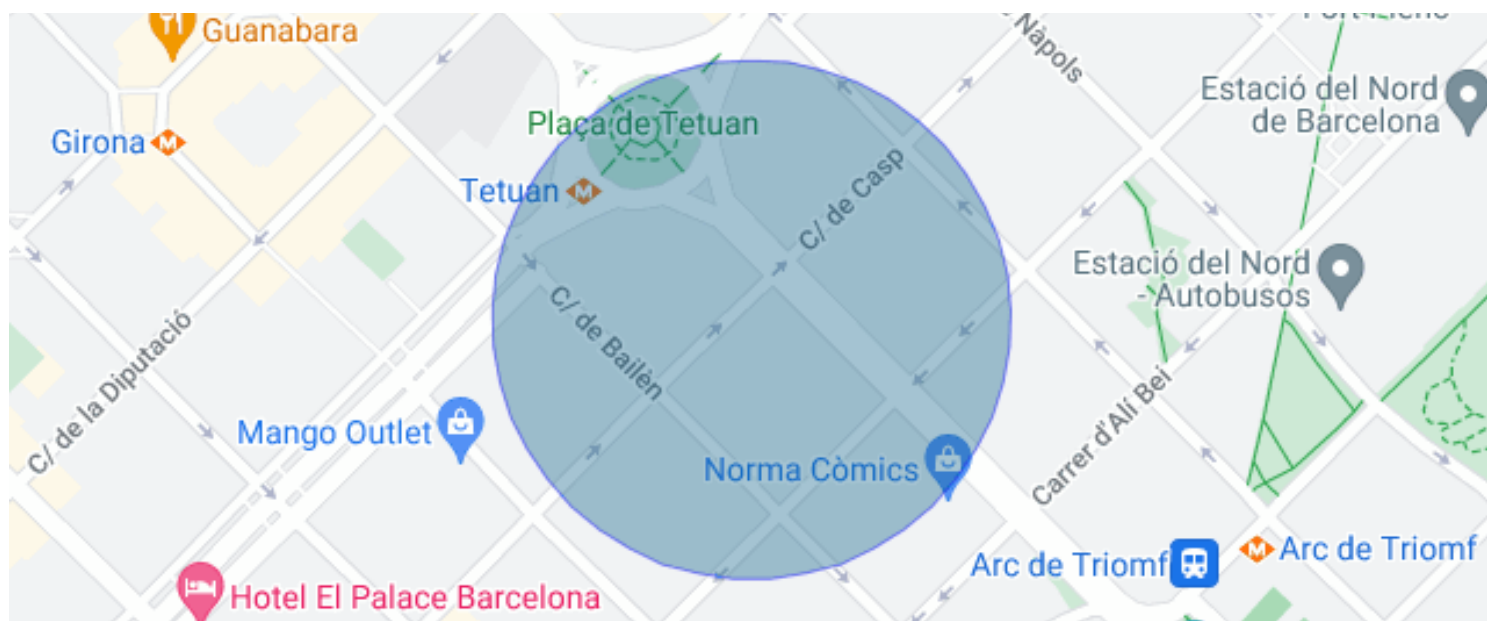 Guanabara
Nàpols
Estació del Nord
de Barcelona
Girona
Plaça de Tetuan
Tetuan
C/ de Casp
Estació del Nord
- Autobusos
C/ de Bailèn
C/ de la Diputació
Mango Outlet
Norma Còmics
Carrer d'Alí Bei
Arc de Triomf
Arc de Triomf
Hotel El Palace Barcelona